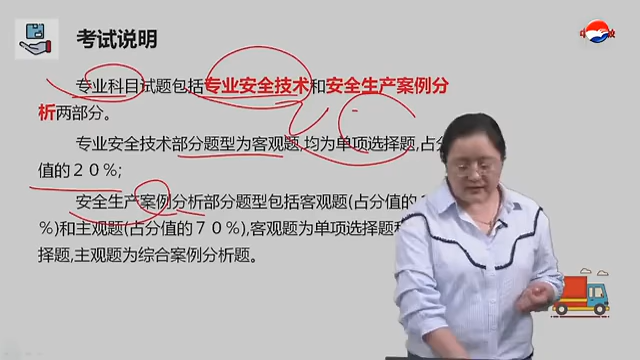 考试说明
专业科目试题包括专业安全技术和安全生产案例分
析两部分。
专业安全技术部分题型为客观题,均为单项选择题,占分
值的20%;
安全生产案例分析部分题型包括客观题(占分值的
%)和主观题(占分值的70%),客观题为单项选择题
择题,主观题为综合案例分析题。